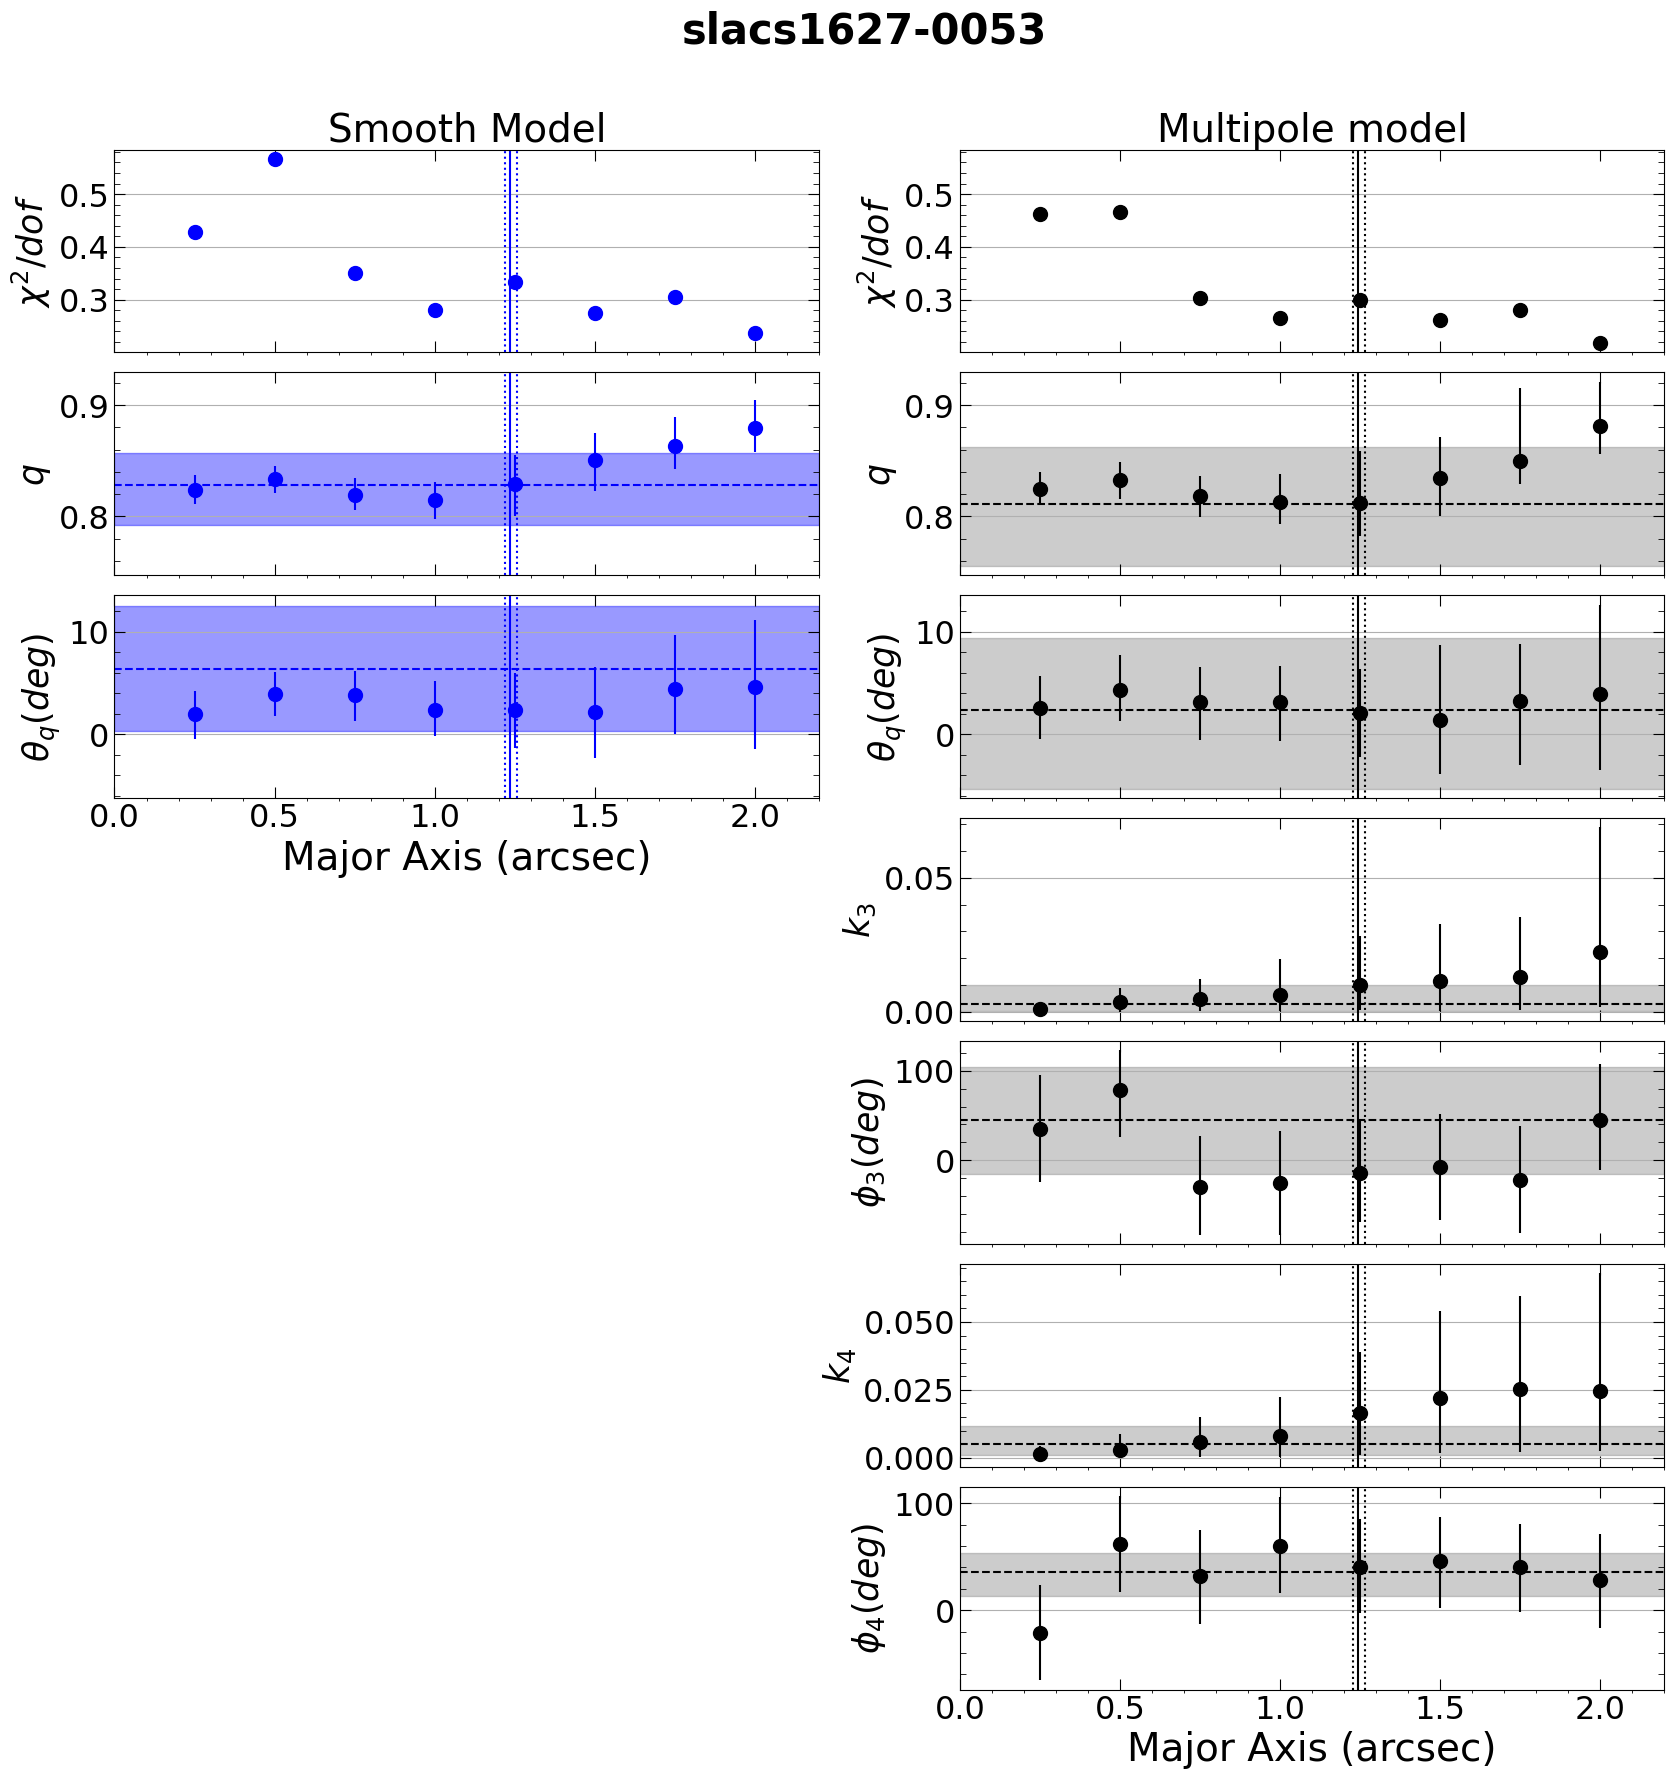 slacs1627-0053
Smooth Model
Multipole model
χ²/dof
0.5
0.4
0.3
χ²/dof
0.5
0.4
0.3
q
0.9
0.8
q
0.9
0.8
θ_q(deg)
10
0
θ_q(deg)
10
0
0.0 0.5 1.0 1.5 2.0
Major Axis (arcsec)
k₃
0.05
0.00
ϕ₃(deg)
100
0
k₄
0.050
0.025
0.000
ϕ₄(deg)
100
0
0.0 0.5 1.0 1.5 2.0
Major Axis (arcsec)